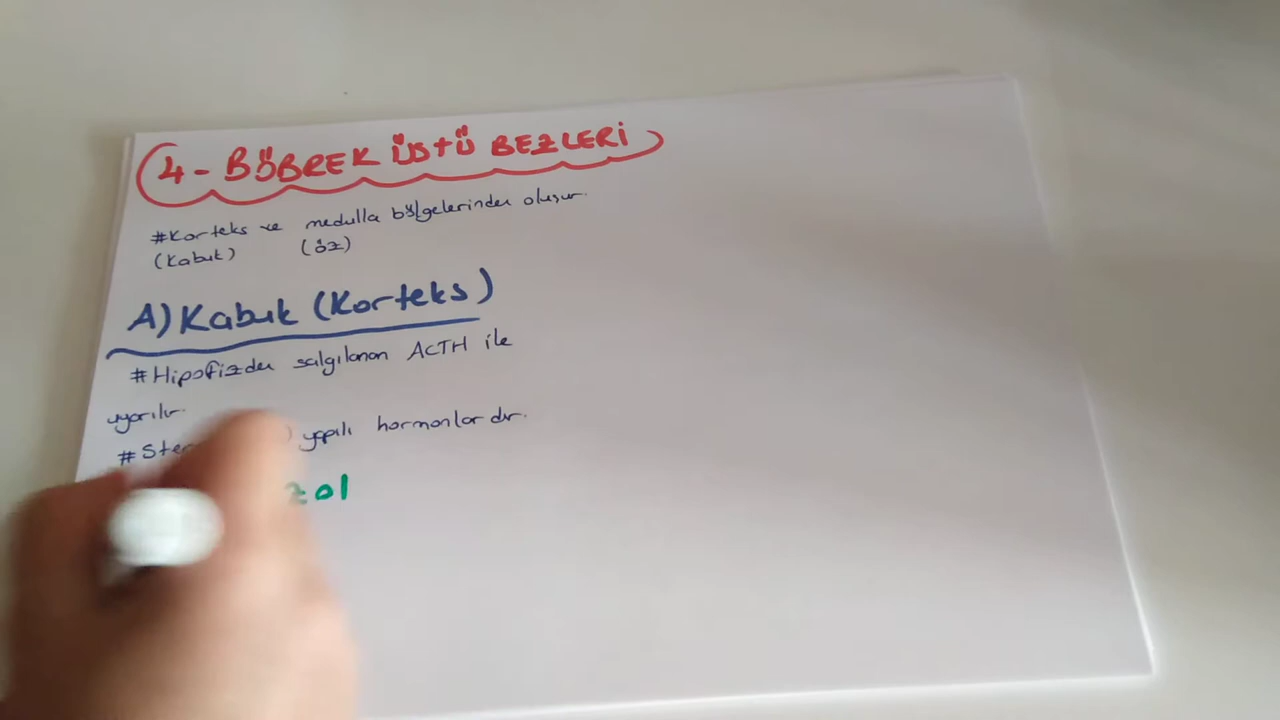 4- BÖBREK ÜSTÜ BEZLERİ
#Korteks ve medulla bölgelerinden oluşur.
(Kabuk) (öz)
A) Kabuk (Korteks)
#Hipofizden salgılanan ACTH ile
uyarılır.
yapılı hormonlardır.